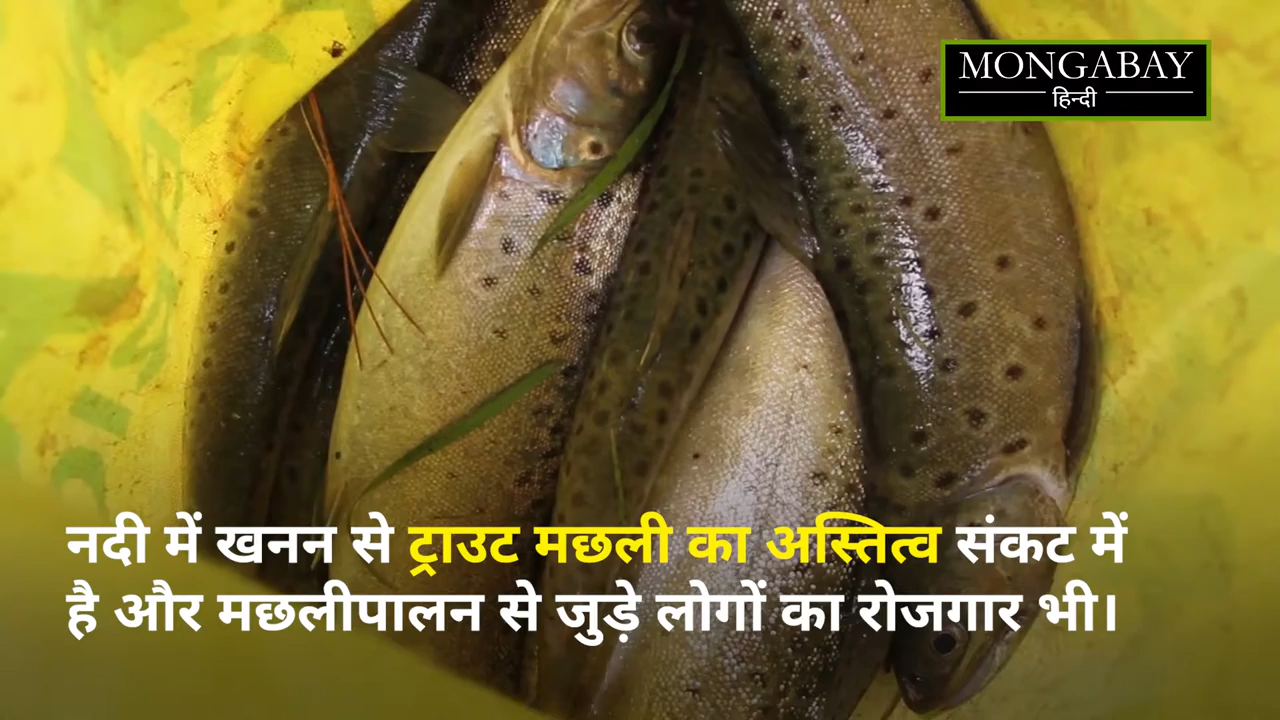 MONGABAY
हिन्दी
नदी में खनन से ट्राउट मछली का अस्तित्व संकट में
है और मछलीपालन से जुड़े लोगों का रोजगार भी।